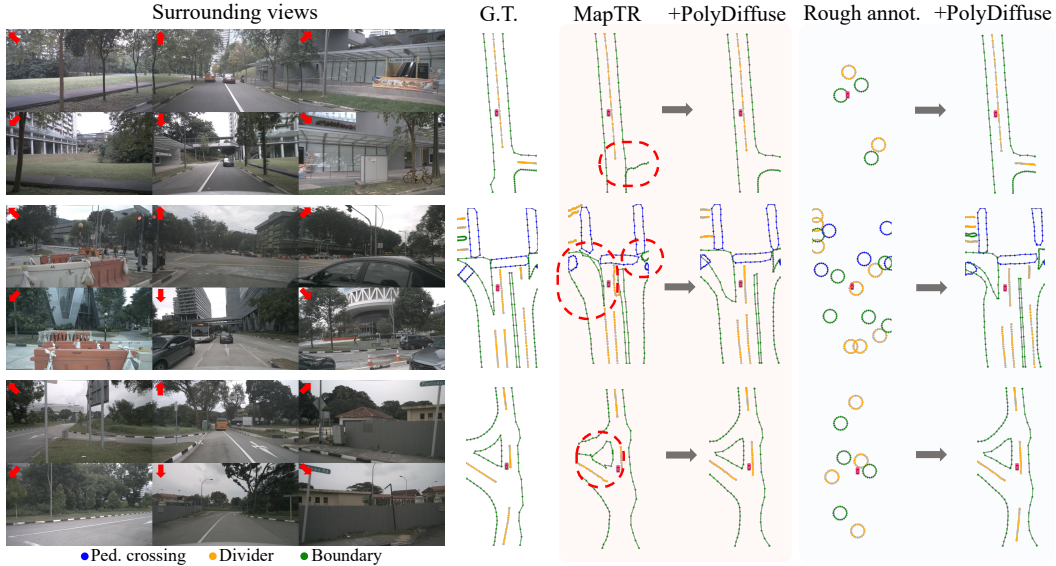 Surrounding views
G.T.
MapTR
+PolyDiffuse
Rough annot.
+PolyDiffuse
Ped. crossing
Divider
Boundary